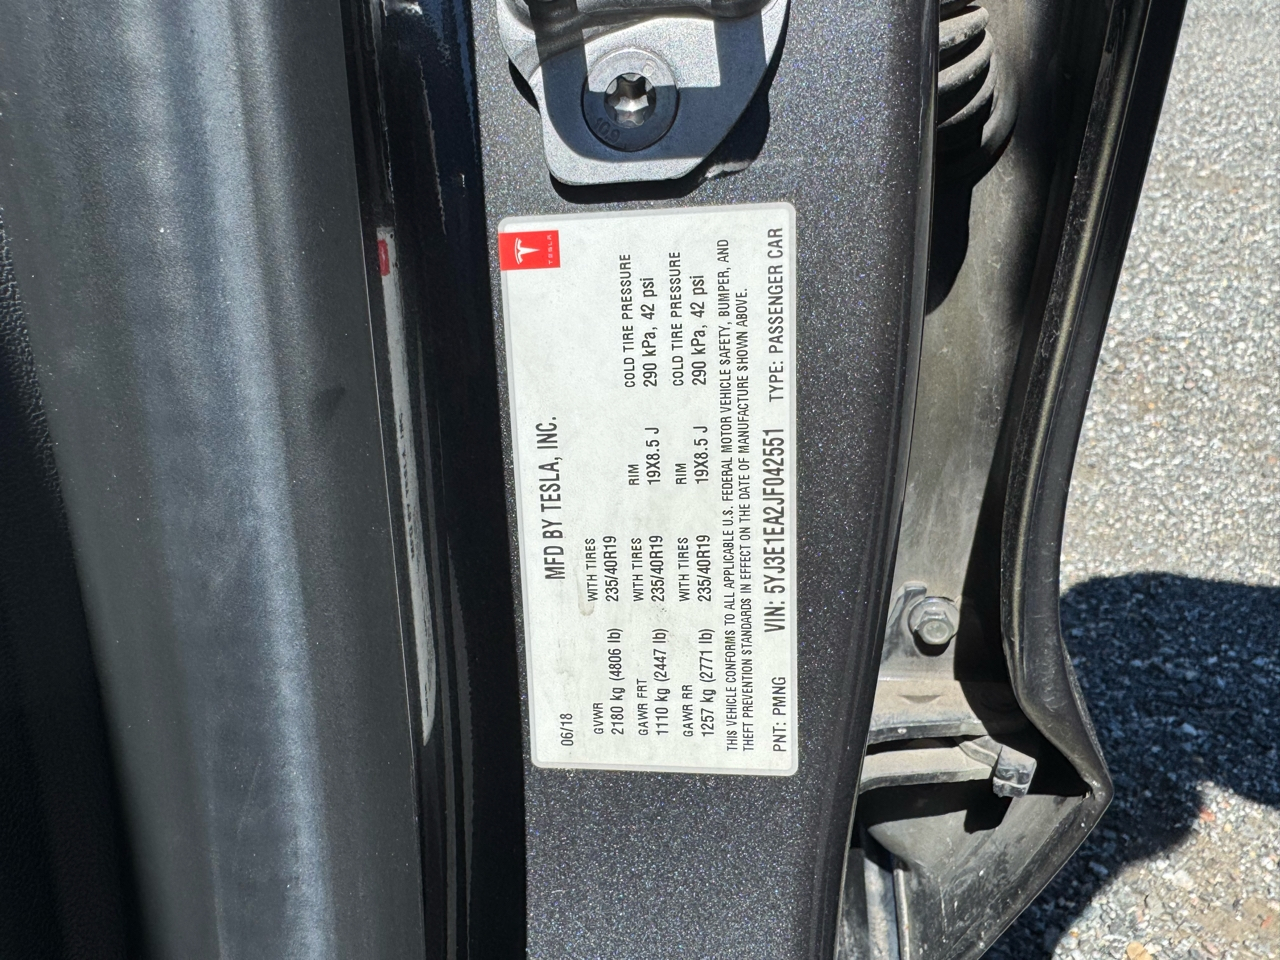 TESLA
MFD BY TESLA, INC.
06/18
GVWR WITH TIRES
2180 kg (4806 lb) 235/40R19
GAWR FRT WITH TIRES RIM COLD TIRE PRESSURE
1110 kg (2447 lb) 235/40R19 19X8.5 J 290 kPa, 42 psi
GAWR RR WITH TIRES RIM COLD TIRE PRESSURE
1257 kg (2771 lb) 235/40R19 19X8.5 J 290 kPa, 42 psi
THIS VEHICLE CONFORMS TO ALL APPLICABLE U.S. FEDERAL MOTOR VEHICLE SAFETY, BUMPER, AND
THEFT PREVENTION STANDARDS IN EFFECT ON THE DATE OF MANUFACTURE SHOWN ABOVE.
PNT: PMNG VIN: 5YJ3E1EA2JF042551 TYPE: PASSENGER CAR